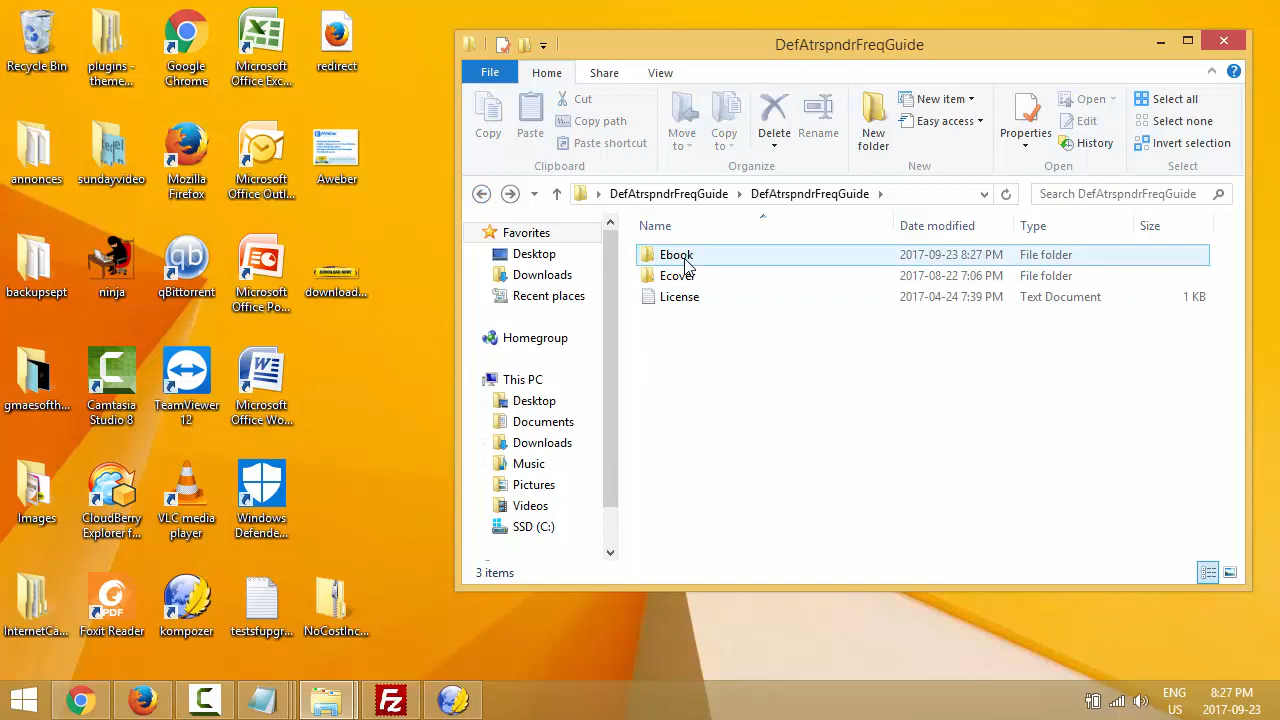 Recycle Bin
plugins - theme...
Google Chrome
Microsoft Office Exc...
redirect
annonces
sundayvideo
Mozilla Firefox
Microsoft Office Outl...
Aweber
backupsept
ninja
qBittorrent
Microsoft Office Po...
download...
gmaesofth...
Camtasia Studio 8
TeamViewer 12
Microsoft Office Wo...
Images
CloudBerry Explorer f...
VLC media player
Windows Defende...
InternetCa...
Foxit Reader
kompozer
testsfupgr...
NoCostInc...
DefAtrspndrFreqGuide
File
Home
Share
View
Copy
Paste
Cut
Copy path
Paste shortcut
Clipboard
Move to
Copy to
Delete
Rename
Organize
New folder
New item
Easy access
New
Properties
Open
Edit
History
Open
Select all
Select none
Invert selection
Select
DefAtrspndrFreqGuide
DefAtrspndrFreqGuide
Search DefAtrspndrFreqGuide
Favorites
Desktop
Downloads
Recent places
Homegroup
This PC
Desktop
Documents
Downloads
Music
Pictures
Videos
SSD (C:)
Name
Date modified
Type
Size
Ebook
2017-09-23 8:27 PM
File folder
Ecover
2017-08-22 7:06 PM
File folder
License
2017-04-24 7:39 PM
Text Document
1 KB
3 items
ENG
US
8:27 PM
2017-09-23